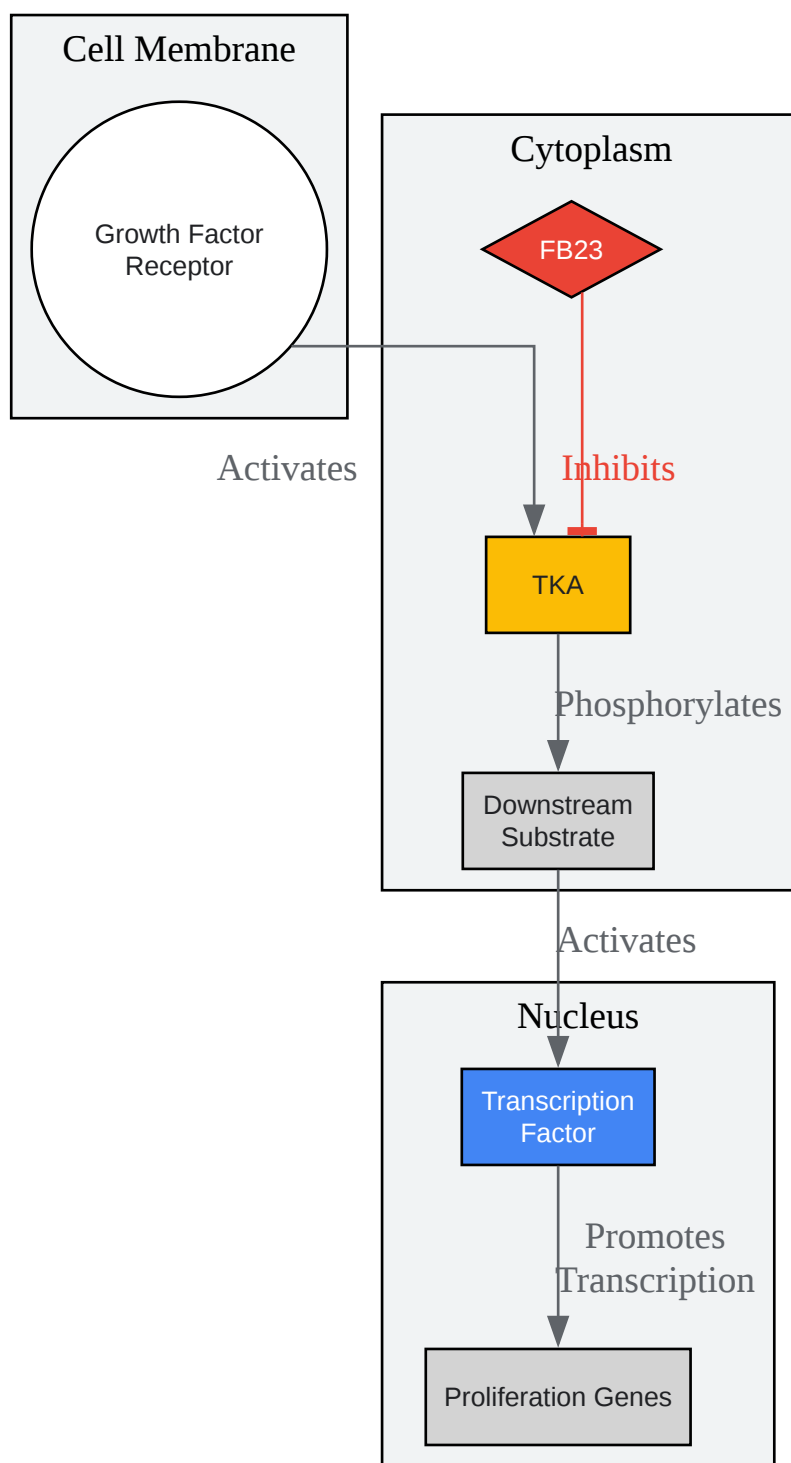 Cell Membrane
Growth Factor
Receptor
Cytoplasm
FB23
Activates
Inhibits
TKA
Phosphorylates
Downstream
Substrate
Activates
Nucleus
Transcription
Factor
Promotes
Transcription
Proliferation Genes